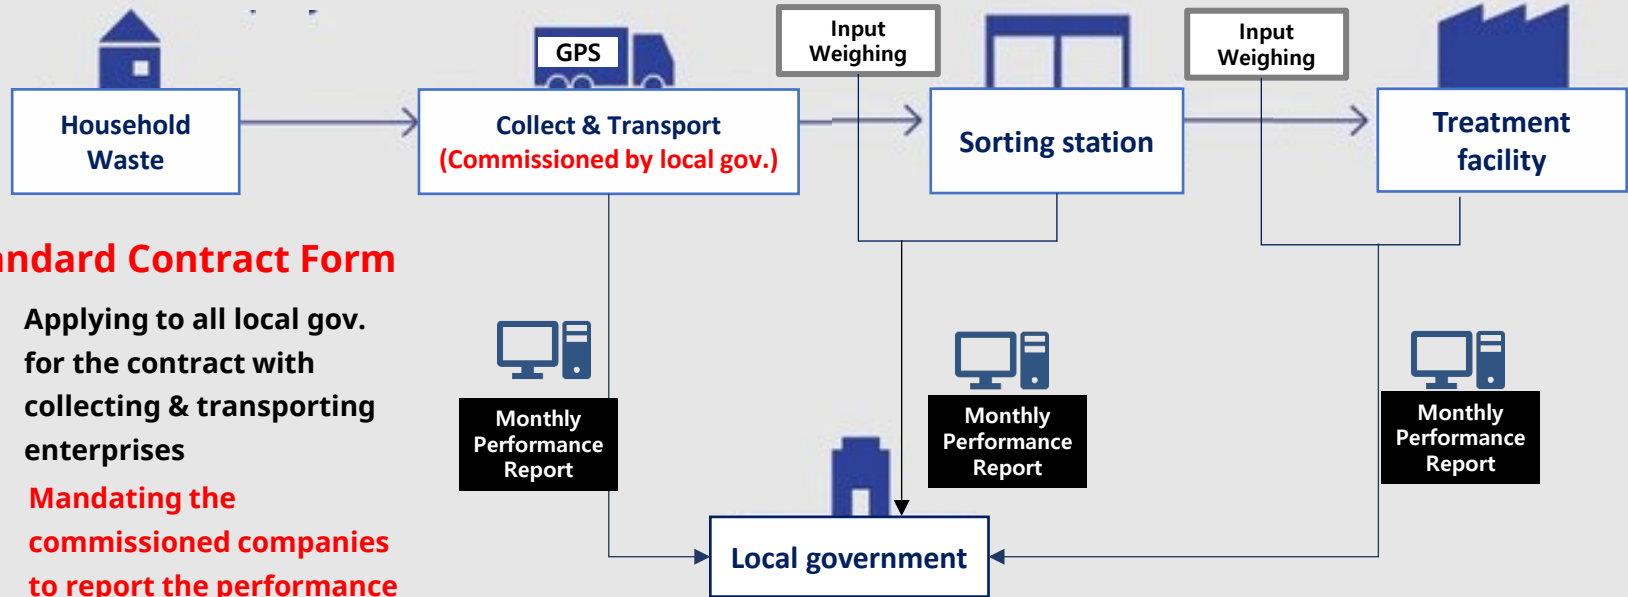 GPS
Input
Weighing
Input
Weighing
Household
Waste
Collect & Transport
(Commissioned by local gov.)
Sorting station
Treatment
facility
ndard Contract Form
Applying to all local gov.
for the contract with
collecting & transporting
enterprises
Mandating the
commissioned companies
to report the performance
Monthly
Performance
Report
Monthly
Performance
Report
Monthly
Performance
Report
Local government